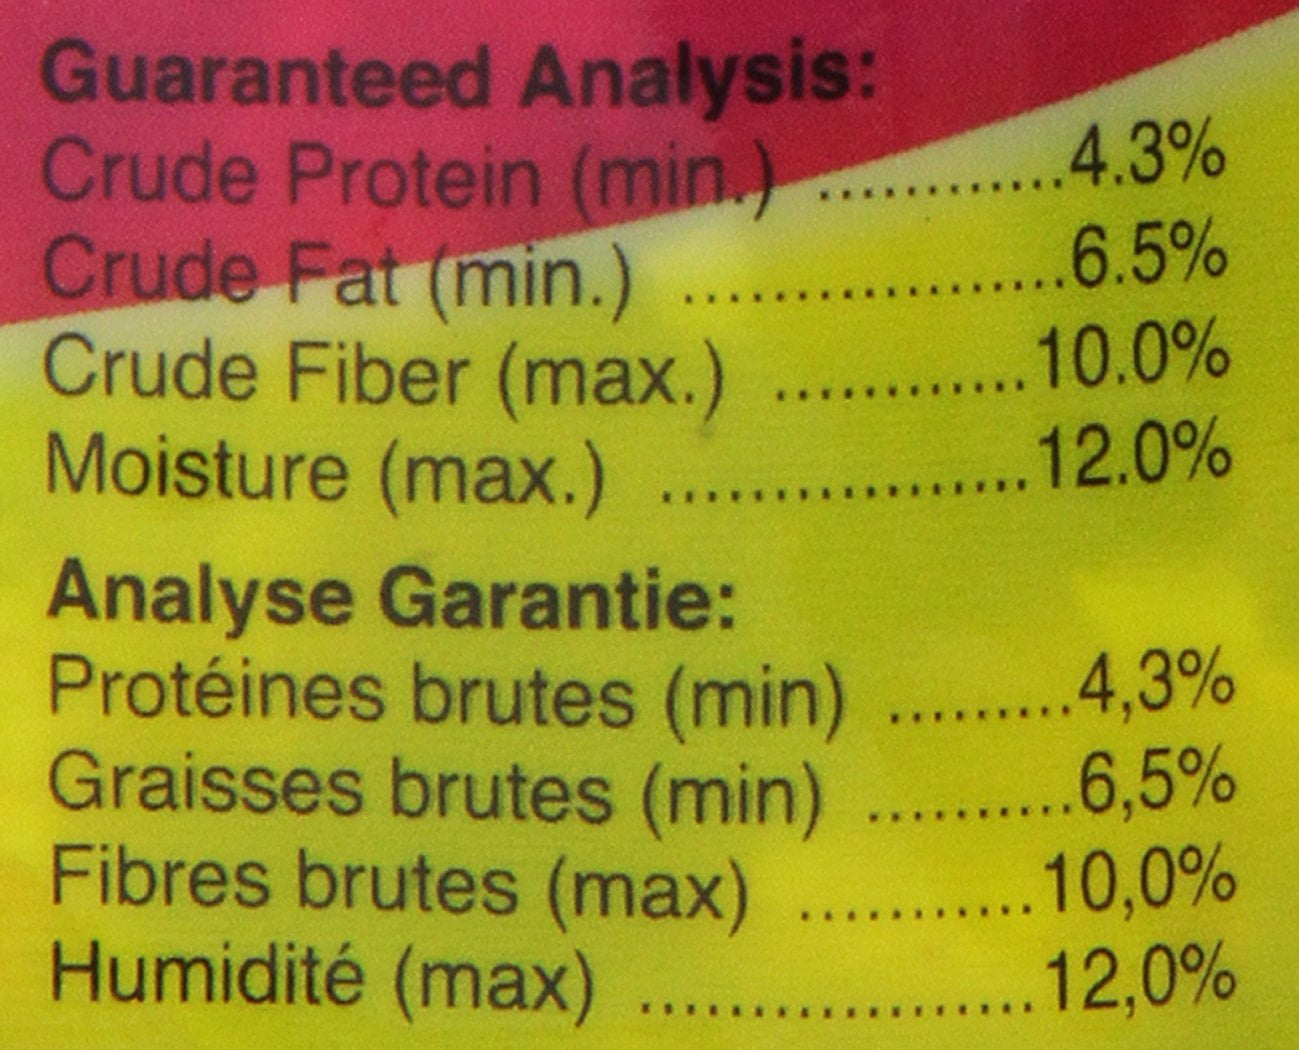 Guaranteed Analysis:
Crude Protein (min.) ............4.3%
Crude Fat (min.) ..................6.5%
Crude Fiber (max.) ............10.0%
Moisture (max.) .................12.0%
Analyse Garantie:
Protéines brutes (min) .........4,3%
Graisses brutes (min) ..........6,5%
Fibres brutes (max) ...........10,0%
Humidité (max) ...................12,0%